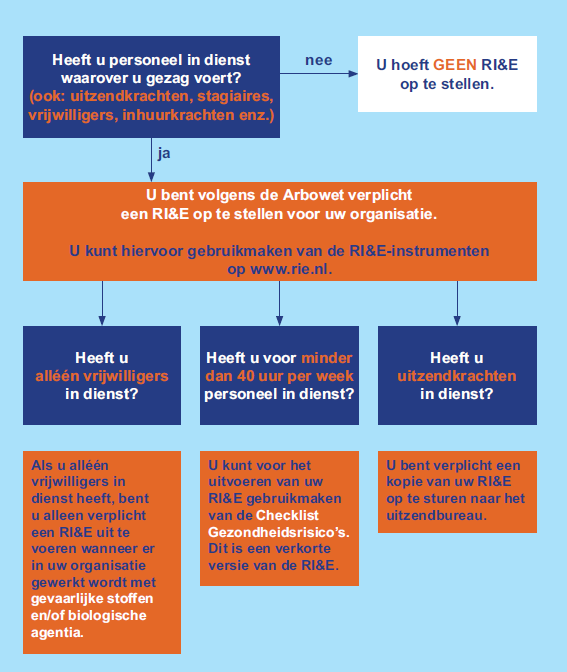 Heeft u personeel in dienst
waarover u gezag voert?
(ook: uitzendkrachten, stagiaires,
vrijwilligers, inhuurkrachten enz.)
nee
U hoeft GEEN RI&E
op te stellen.
ja
U bent volgens de Arbowet verplicht
een RI&E op te stellen voor uw organisatie.
U kunt hiervoor gebruikmaken van de RI&E-instrumenten
op www.rie.nl.
Heeft u
alléén vrijwilligers
in dienst?
Heeft u voor minder
dan 40 uur per week
personeel in dienst?
Heeft u
uitzendkrachten
in dienst?
Als u alléén
vrijwilligers in
dienst heeft, bent
u alleen verplicht
een RI&E uit te
voeren wanneer er
in uw organisatie
gewerkt wordt met
gevaarlijke stoffen
en/of biologische
agentia.
U kunt voor het
uitvoeren van uw
RI&E gebruikmaken
van de Checklist
Gezondheidsrisico's.
Dit is een verkorte
versie van de RI&E.
U bent verplicht een
kopie van uw RI&E
op te sturen naar het
uitzendbureau.